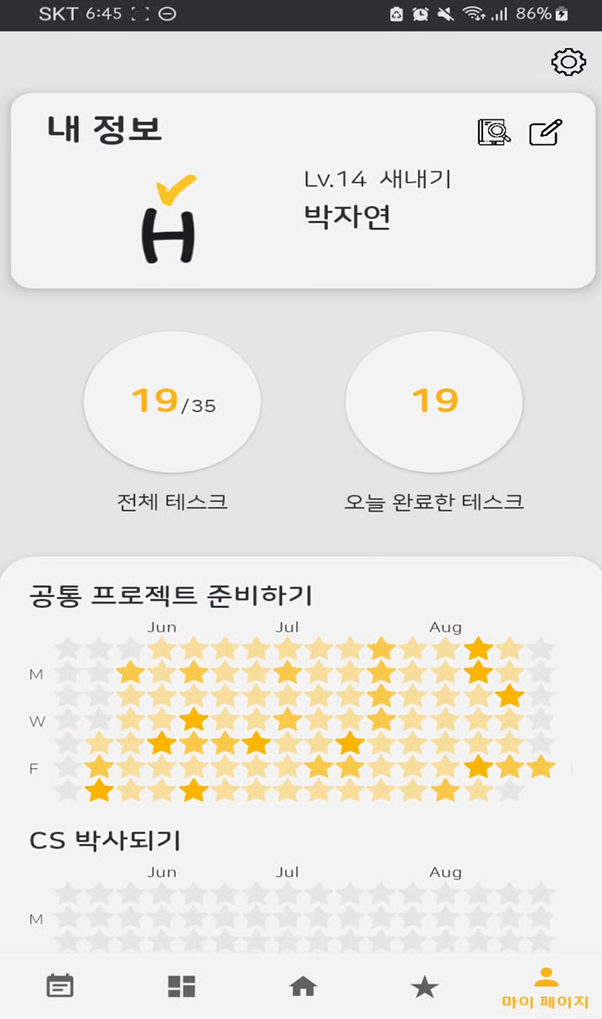 SKT 6:45 86%
내 정보
Lv.14 새내기
박자연
H
19/35 19
전체 테스크 오늘 완료한 테스크
공통 프로젝트 준비하기
Jun Jul Aug
M
W
F
CS 박사되기
Jun Jul Aug
M
마이 페이지